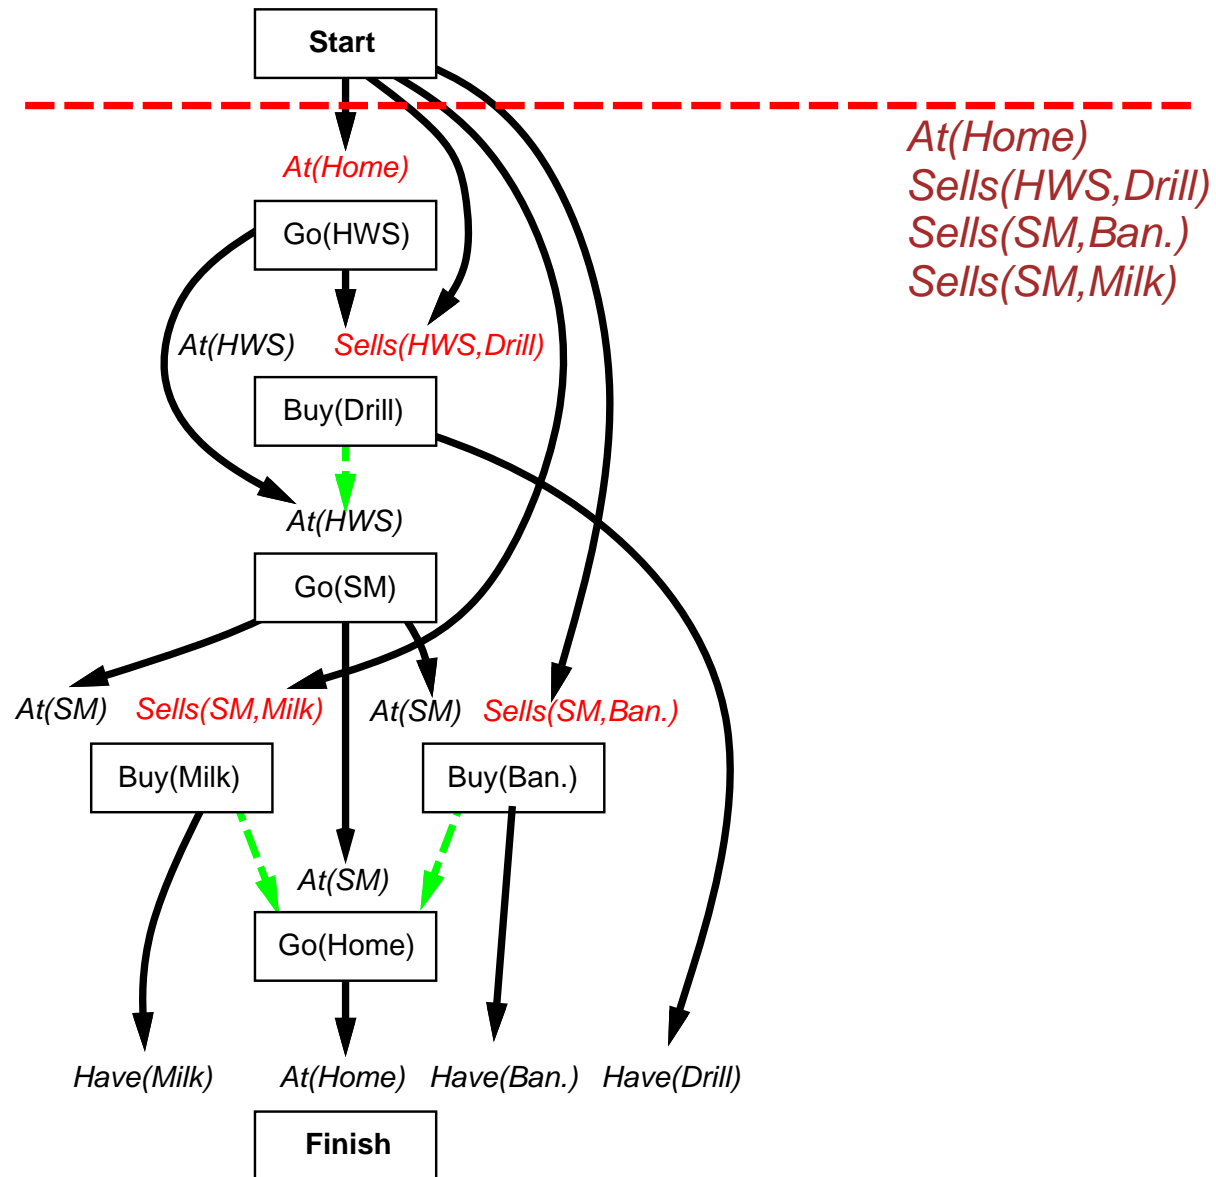 Start
At(Home)
Sells(HWS,Drill)
Sells(SM,Ban.)
Sells(SM,Milk)
At(Home)
Go(HWS)
At(HWS) Sells(HWS,Drill)
Buy(Drill)
At(HWS)
Go(SM)
At(SM) Sells(SM,Milk) At(SM) Sells(SM,Ban.)
Buy(Milk) Buy(Ban.)
At(SM)
Go(Home)
Have(Milk) At(Home) Have(Ban.) Have(Drill)
Finish